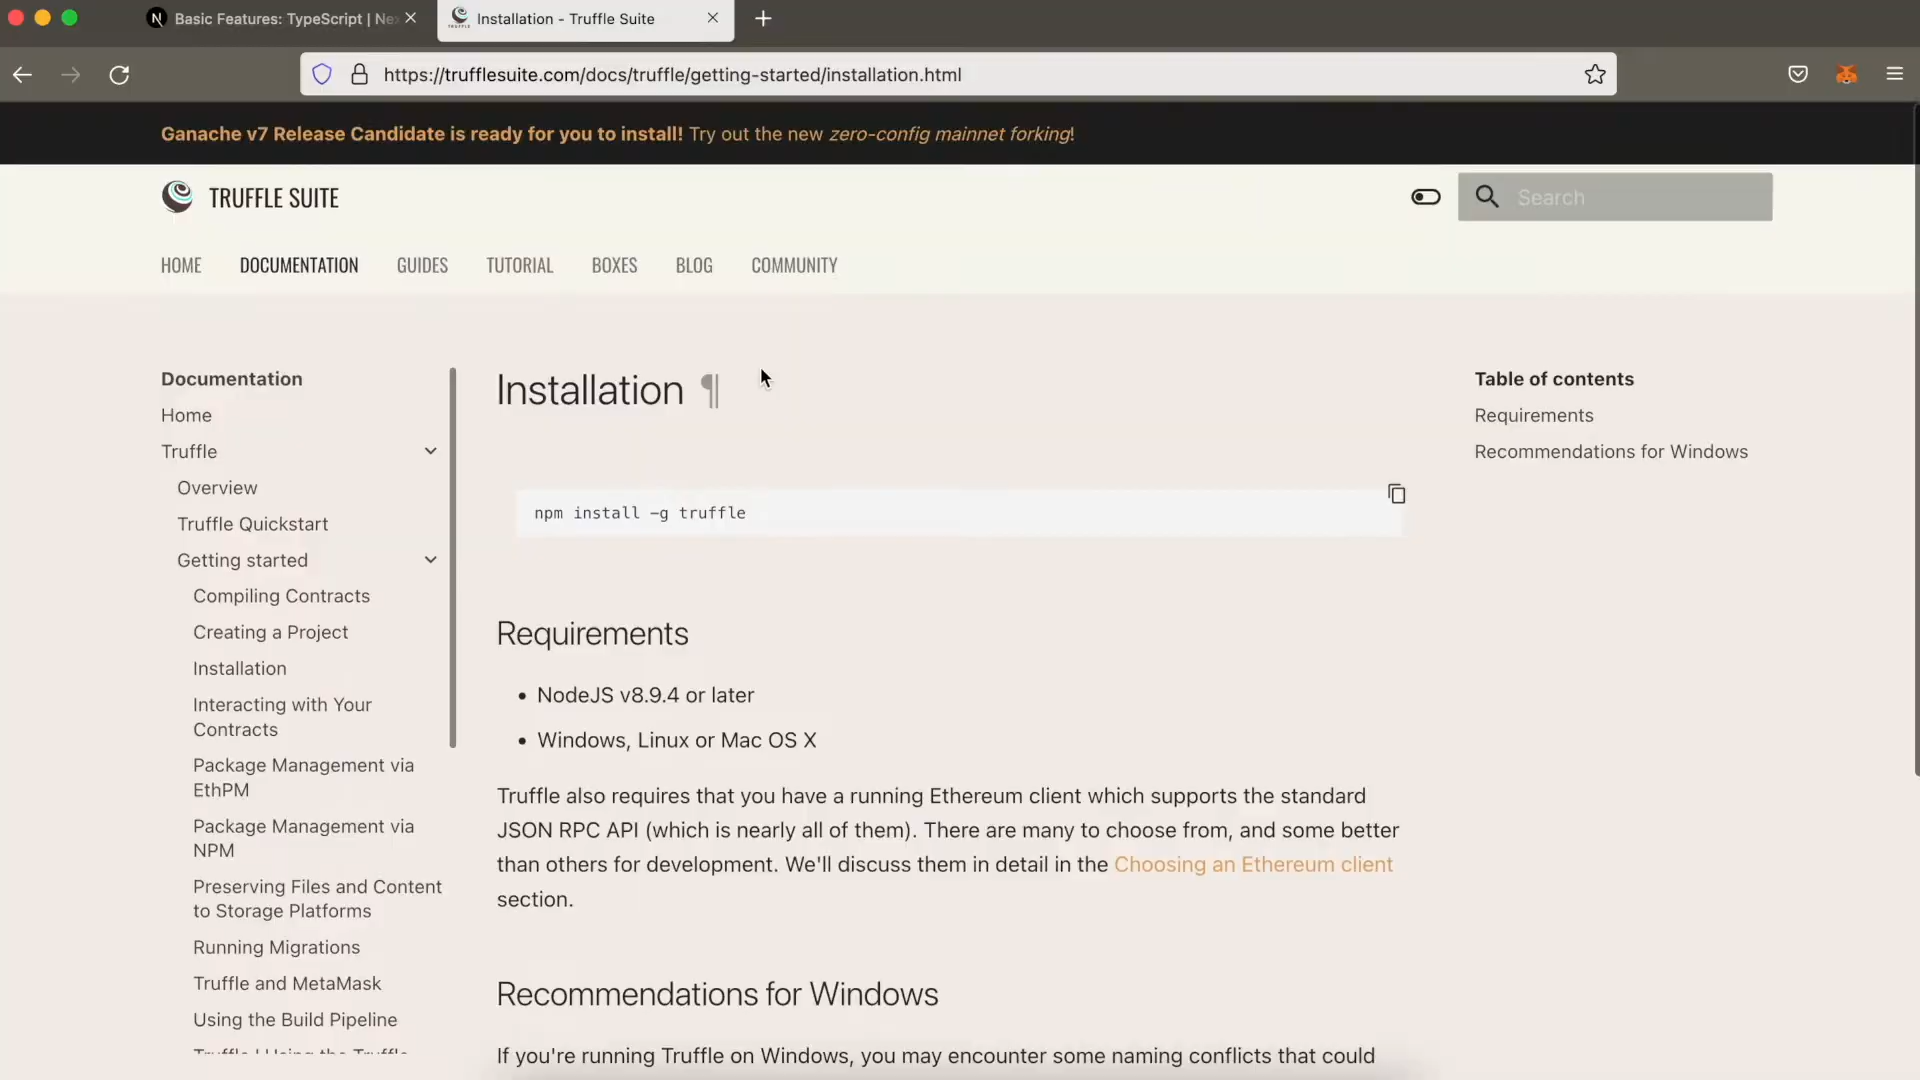 Basic Features: TypeScript | Ne
Installation - Truffle Suite
https://trufflesuite.com/docs/truffle/getting-started/installation.html
Ganache v7 Release Candidate is ready for you to install! Try out the new zero-config mainnet forking!
TRUFFLE SUITE
Search
HOME DOCUMENTATION GUIDES TUTORIAL BOXES BLOG COMMUNITY
Documentation
Home
Truffle
Overview
Truffle Quickstart
Getting started
Compiling Contracts
Creating a Project
Installation
Interacting with Your
Contracts
Package Management via
EthPM
Package Management via
NPM
Preserving Files and Content
to Storage Platforms
Running Migrations
Truffle and MetaMask
Using the Build Pipeline
Truffle | Using the Truffle
Installation ¶
npm install -g truffle
Requirements
• NodeJS v8.9.4 or later
• Windows, Linux or Mac OS X
Truffle also requires that you have a running Ethereum client which supports the standard
JSON RPC API (which is nearly all of them). There are many to choose from, and some better
than others for development. We'll discuss them in detail in the Choosing an Ethereum client
section.
Recommendations for Windows
If you're running Truffle on Windows, you may encounter some naming conflicts that could
Table of contents
Requirements
Recommendations for Windows